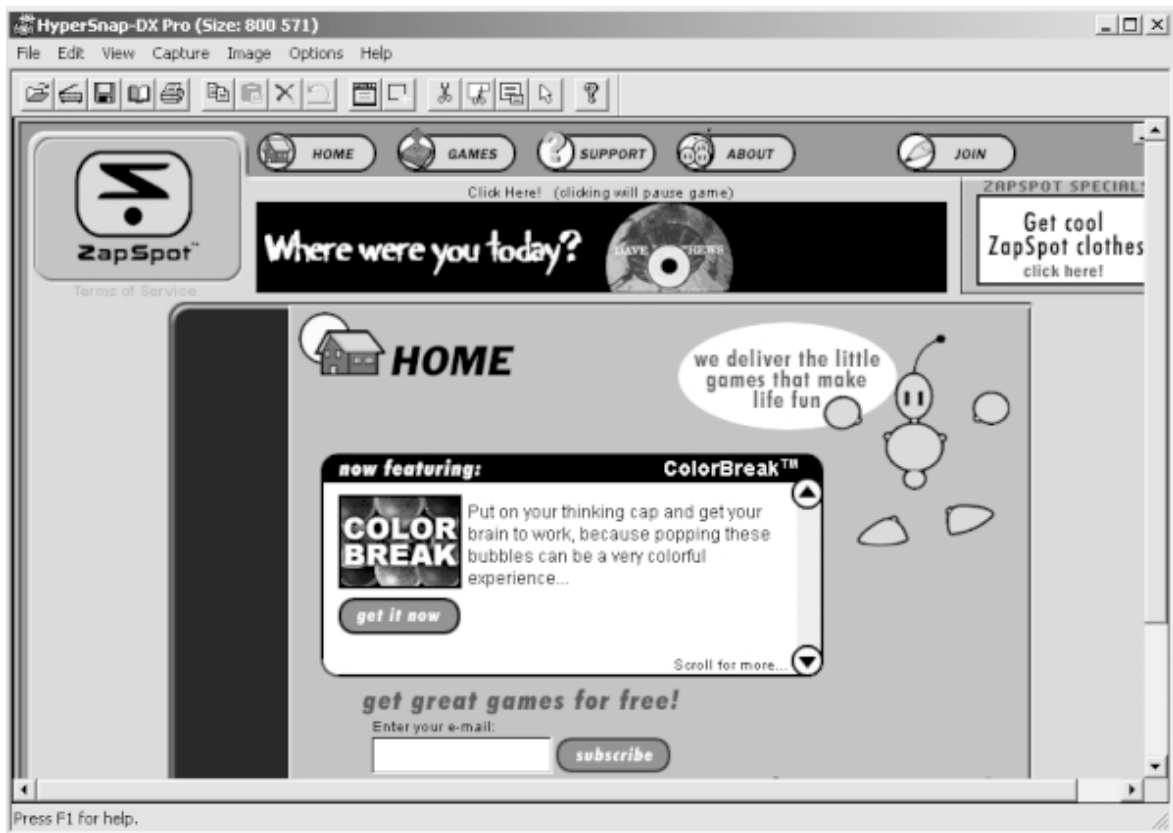 HyperSnap-DX Pro (Size: 800 571)
File Edit View Capture Image Options Help
HOME GAMES SUPPORT ABOUT JOIN
ZapSpot™
Terms of Service
Click Here! (clicking will pause game)
Where were you today?
DAVE MATTHEWS
ZAPSPOT SPECIALS
Get cool
ZapSpot clothes
click here!
HOME
we deliver the little
games that make
life fun
now featuring: ColorBreak™
COLOR
BREAK
Put on your thinking cap and get your
brain to work, because popping these
bubbles can be a very colorful
experience...
get it now
Scroll for more...
get great games for free!
Enter your e-mail:
subscribe
Press F1 for help.